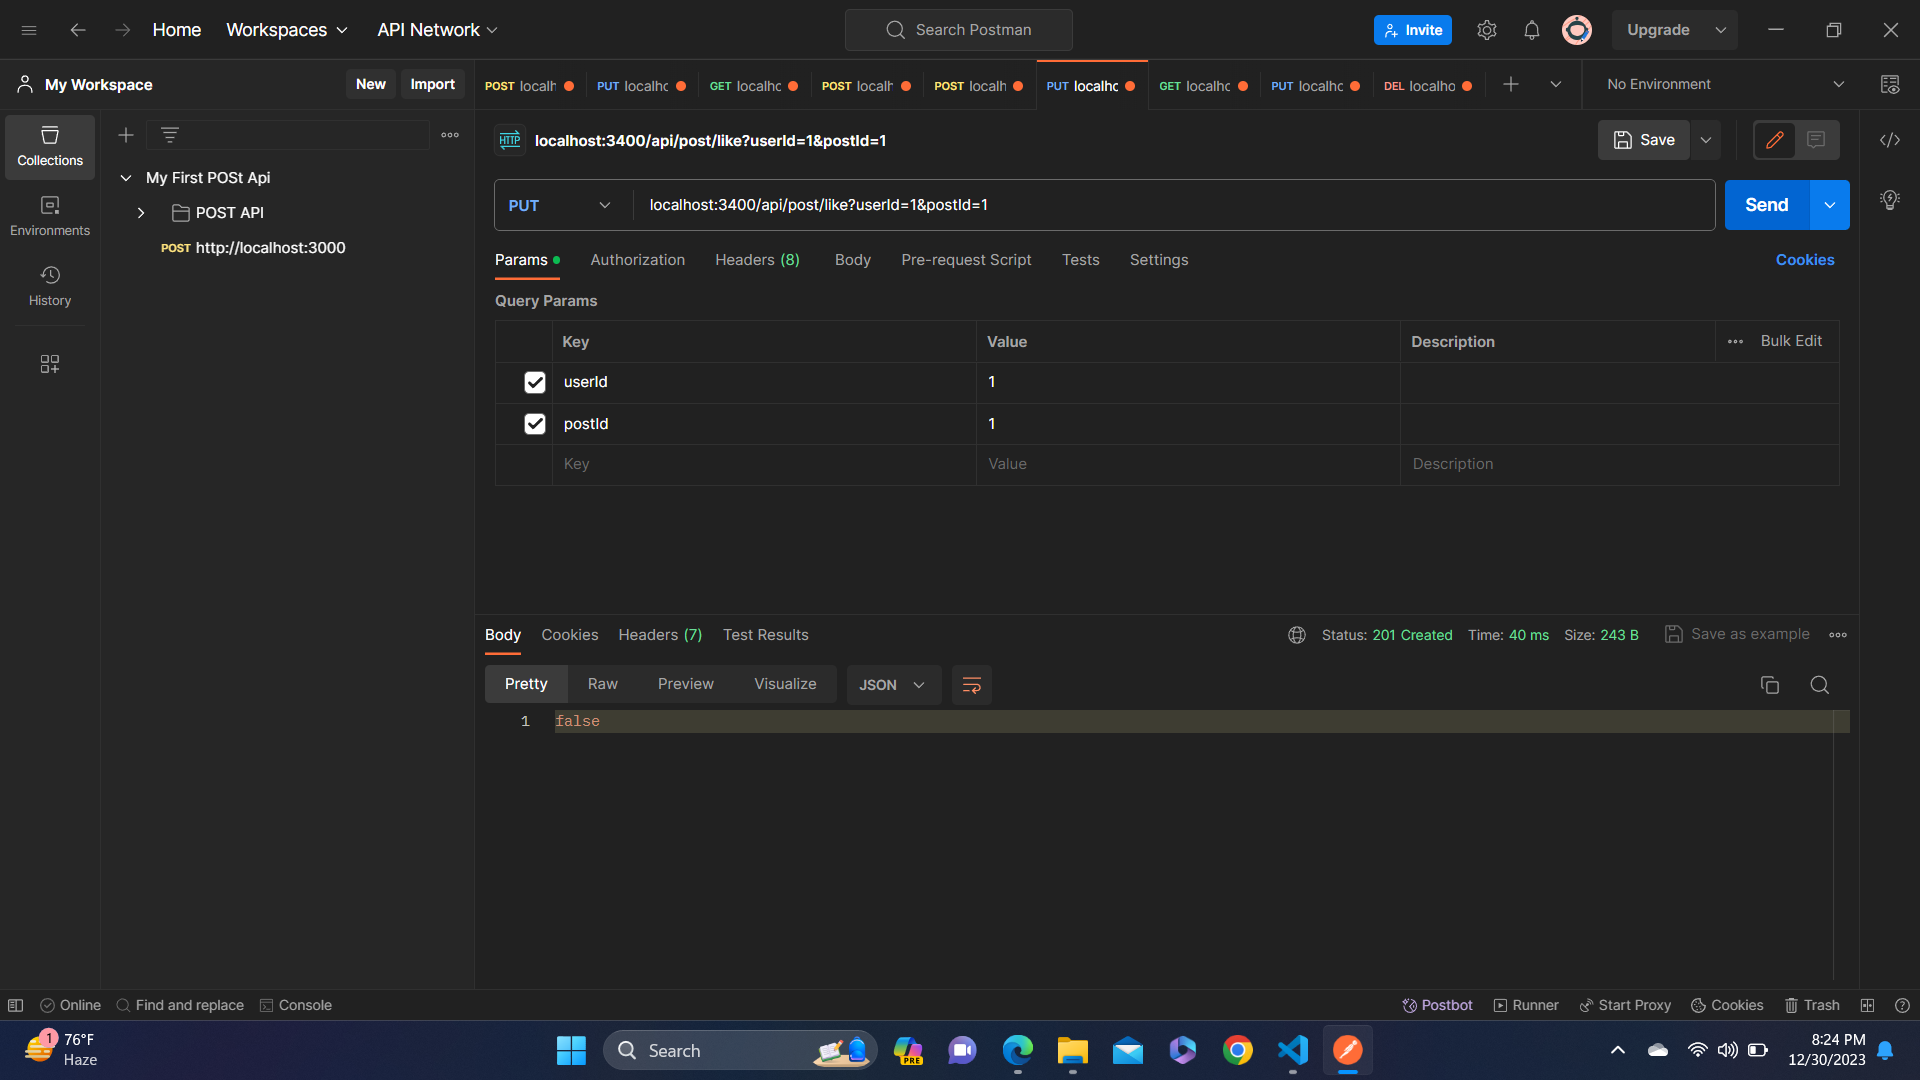 Home Workspaces API Network Search Postman Invite Upgrade
My Workspace New Import POST localh PUT localhc GET localhc POST localh POST localh PUT localhc GET localhc PUT localhc DEL localho No Environment
Collections
Environments
History
My First POSt Api
POST API
POST http://localhost:3000
HTTP localhost:3400/api/post/like?userId=1&postId=1 Save
PUT localhost:3400/api/post/like?userId=1&postId=1 Send
Params Authorization Headers (8) Body Pre-request Script Tests Settings Cookies
Query Params
Key Value Description Bulk Edit
userId 1
postId 1
Key Value Description
Body Cookies Headers (7) Test Results Status: 201 Created Time: 40 ms Size: 243 B Save as example
Pretty Raw Preview Visualize JSON
1 false
Online Find and replace Console Postbot Runner Start Proxy Cookies Trash
1 76°F
Haze
Search
PRE
8:24 PM
12/30/2023